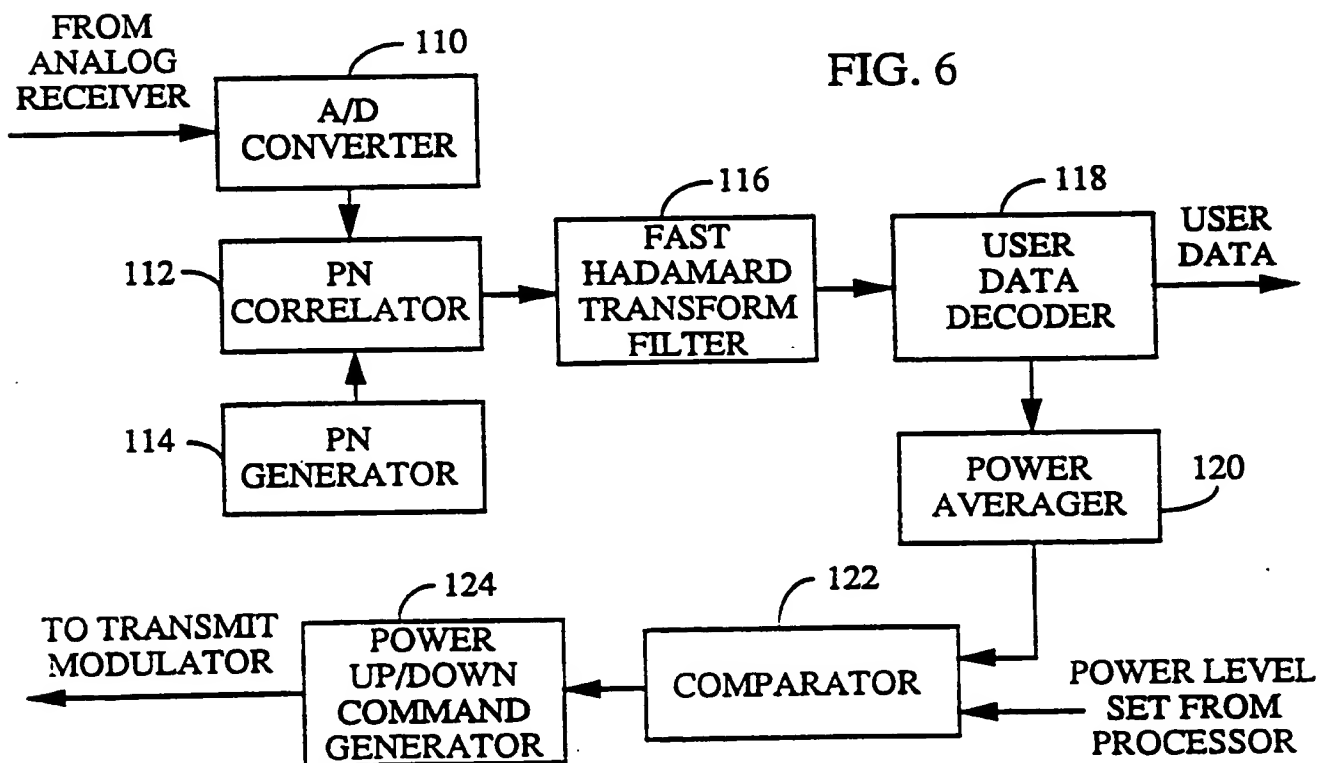 FROM
ANALOG
RECEIVER
110
FIG. 6
A/D
CONVERTER
116
118
112
PN
CORRELATOR
FAST
HADAMARD
TRANSFORM
FILTER
USER
DATA
DECODER
USER
DATA
114
PN
GENERATOR
POWER
AVERAGER
120
124
122
TO TRANSMIT
MODULATOR
POWER
UP/DOWN
COMMAND
GENERATOR
COMPARATOR
POWER LEVEL
SET FROM
PROCESSOR